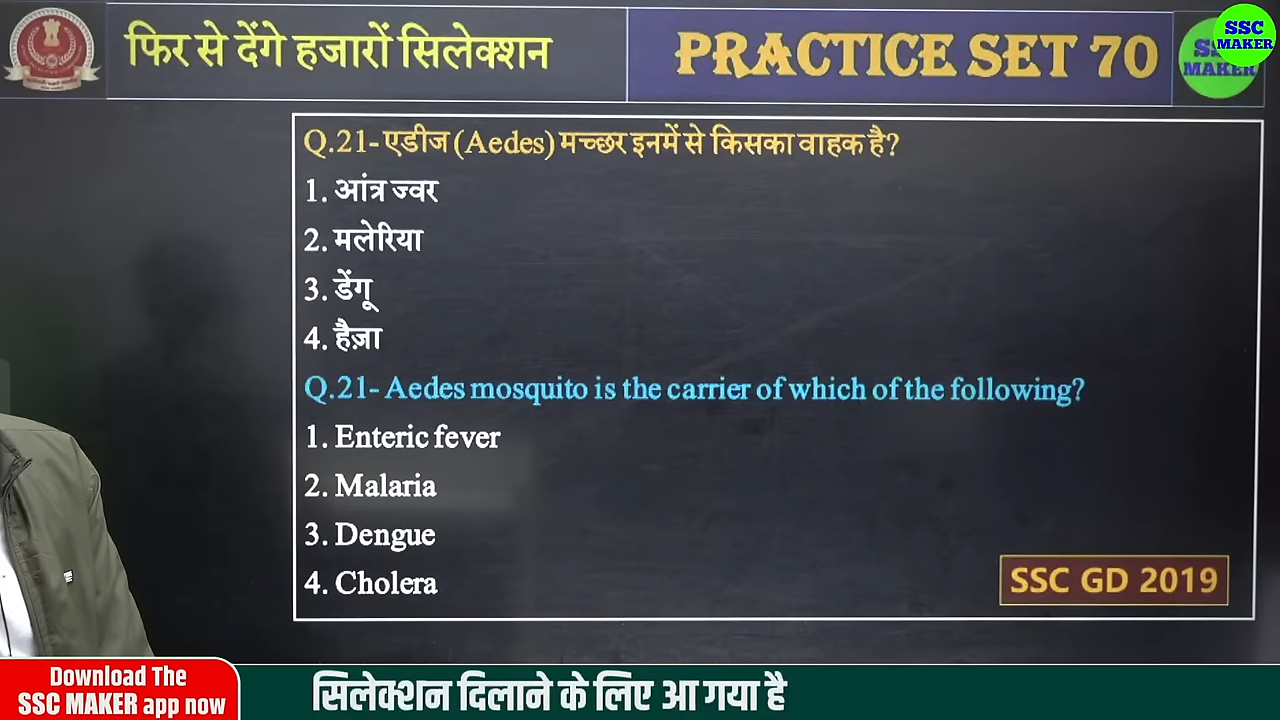 फिर से देंगे हजारों सिलेक्शन
PRACTICE SET 70
SSC
MAKER
MAKER
Q.21- एडीज (Aedes) मच्छर इनमें से किसका वाहक है?
1. आंत्र ज्वर
2. मलेरिया
3. डेंगू
4. हैज़ा
Q.21- Aedes mosquito is the carrier of which of the following?
1. Enteric fever
2. Malaria
3. Dengue
4. Cholera
SSC GD 2019
Download The
SSC MAKER app now
सिलेक्शन दिलाने के लिए आ गया है